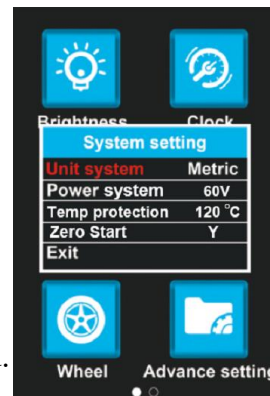 Brightness Clock
System setting
Unit system Metric
Power system 60V
Temp protection 120 °C
Zero Start Y
Exit
Wheel Advance setting